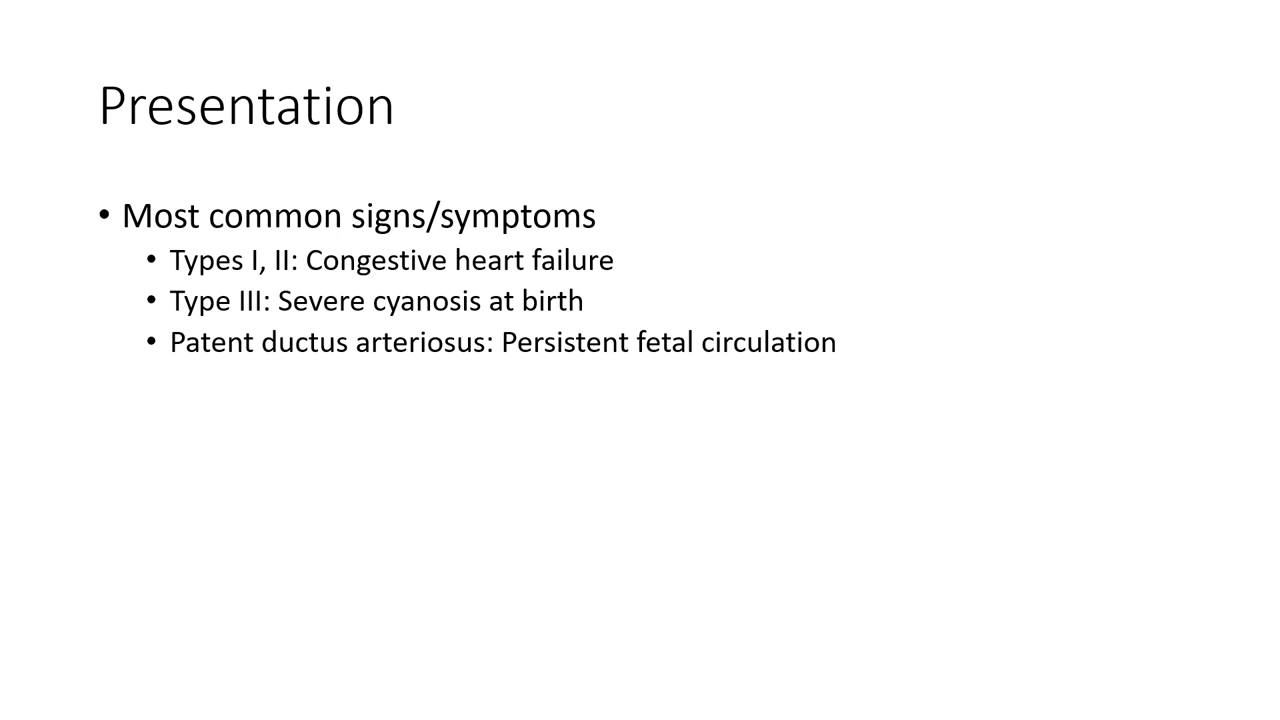 Presentation
• Most common signs/symptoms
• Types I, II: Congestive heart failure
• Type III: Severe cyanosis at birth
• Patent ductus arteriosus: Persistent fetal circulation